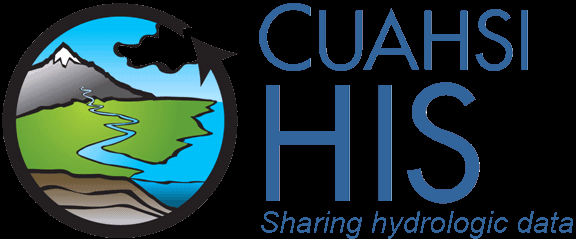 CUAHSI
HIS
Sharing hydrologic data